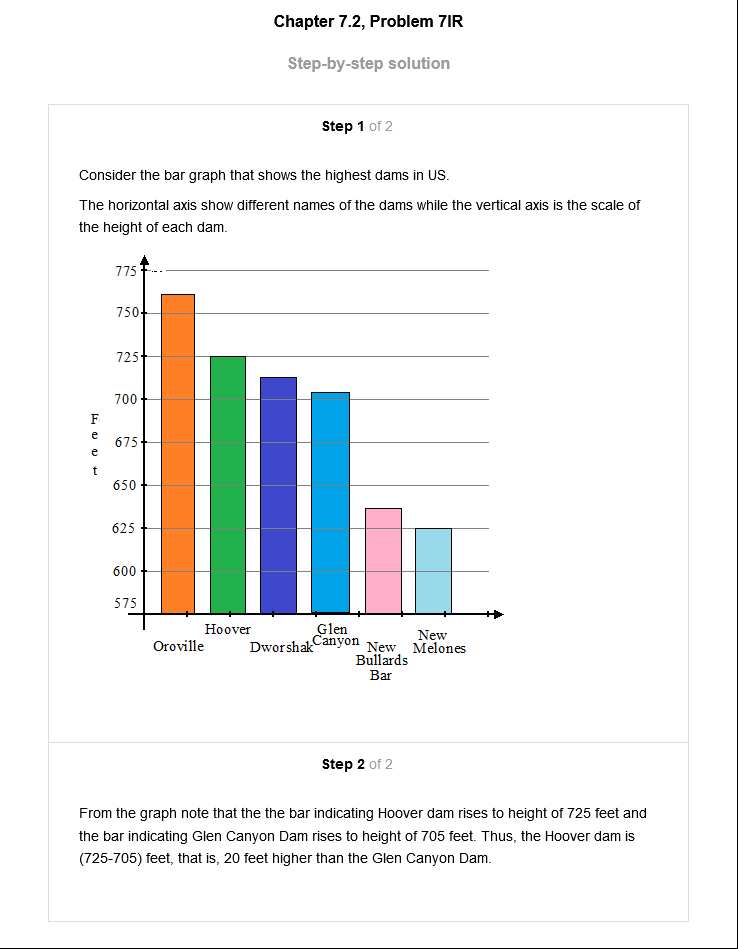 Chapter 7.2, Problem 7IR
Step-by-step solution
Step 1 of 2
Consider the bar graph that shows the highest dams in US.
The horizontal axis show different names of the dams while the vertical axis is the scale of
the height of each dam.
775
750
725
700
675
650
625
600
575
F
e
e
t
Oroville
Hoover
Dworshak
Glen
Canyon
New
Bullards
Bar
New
Melones
Step 2 of 2
From the graph note that the the bar indicating Hoover dam rises to height of 725 feet and
the bar indicating Glen Canyon Dam rises to height of 705 feet. Thus, the Hoover dam is
(725-705) feet, that is, 20 feet higher than the Glen Canyon Dam.